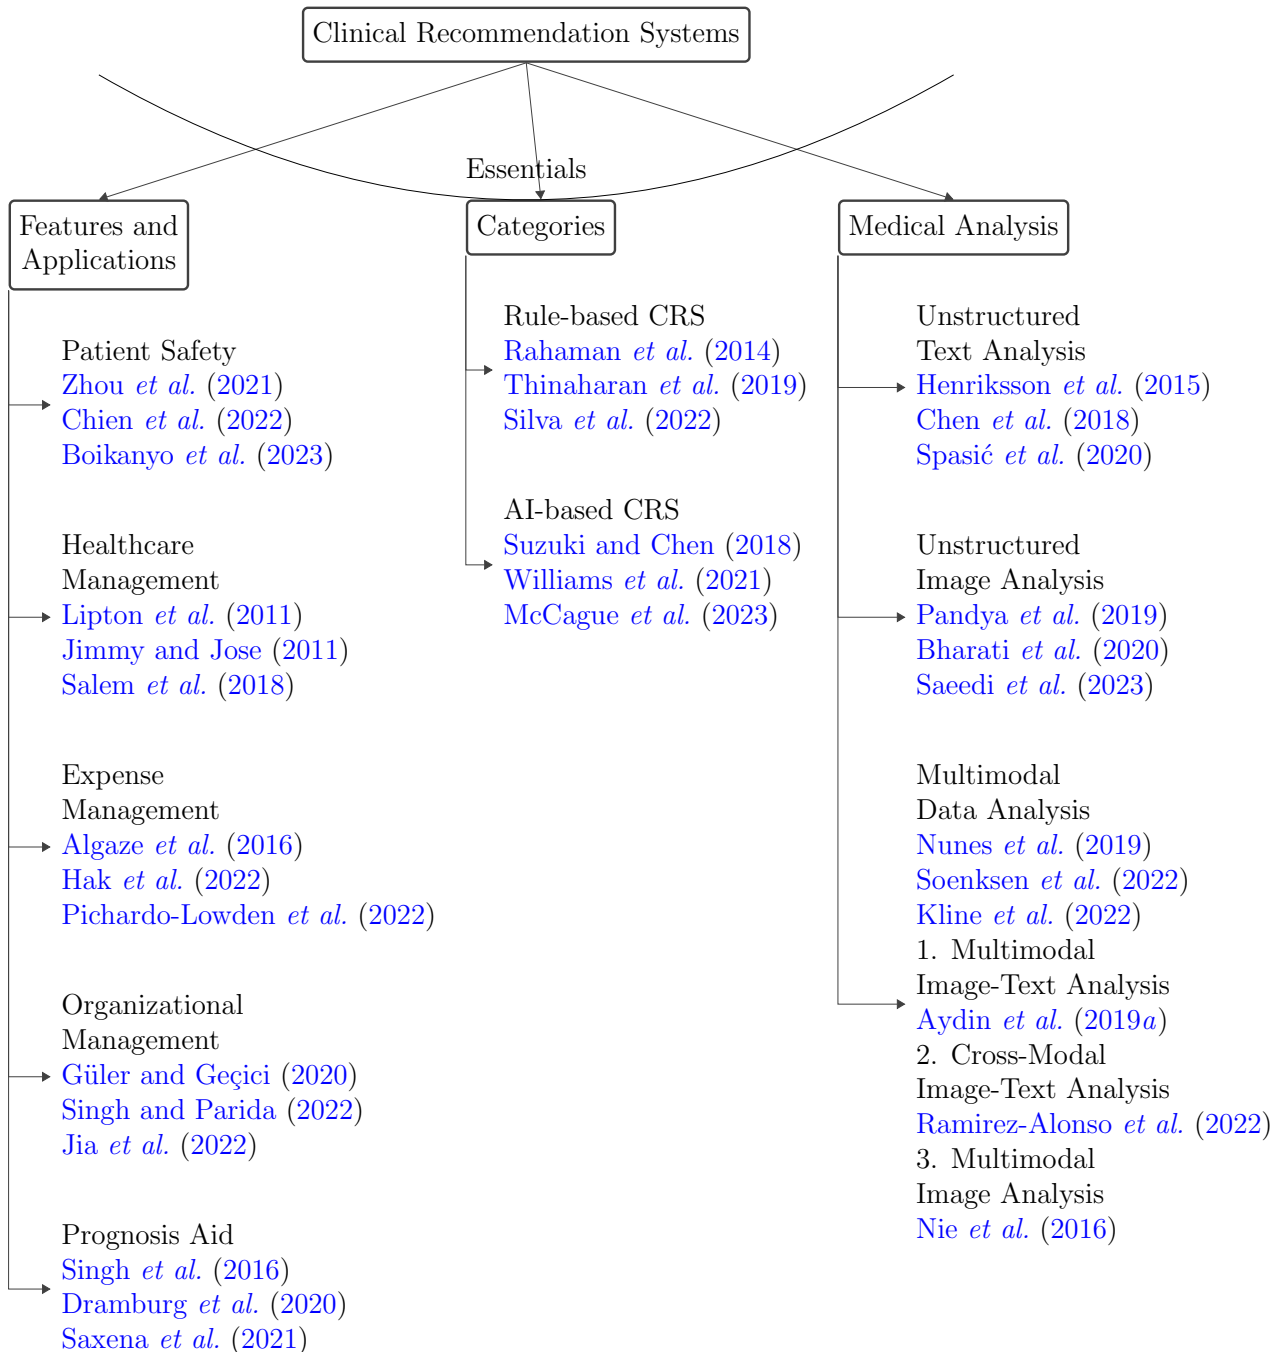 Clinical Recommendation Systems
Essentials
Features and
Applications
Patient Safety
Zhou et al. (2021)
Chien et al. (2022)
Boikanyo et al. (2023)
Healthcare
Management
Lipton et al. (2011)
Jimmy and Jose (2011)
Salem et al. (2018)
Expense
Management
Algaze et al. (2016)
Hak et al. (2022)
Pichardo-Lowden et al. (2022)
Organizational
Management
Güler and Geçici (2020)
Singh and Parida (2022)
Jia et al. (2022)
Prognosis Aid
Singh et al. (2016)
Dramburg et al. (2020)
Saxena et al. (2021)
Categories
Rule-based CRS
Rahaman et al. (2014)
Thinaharan et al. (2019)
Silva et al. (2022)
AI-based CRS
Suzuki and Chen (2018)
Williams et al. (2021)
McCague et al. (2023)
Medical Analysis
Unstructured
Text Analysis
Henriksson et al. (2015)
Chen et al. (2018)
Spasić et al. (2020)
Unstructured
Image Analysis
Pandya et al. (2019)
Bharati et al. (2020)
Saeedi et al. (2023)
Multimodal
Data Analysis
Nunes et al. (2019)
Soenksen et al. (2022)
Kline et al. (2022)
1. Multimodal
Image-Text Analysis
Aydin et al. (2019a)
2. Cross-Modal
Image-Text Analysis
Ramirez-Alonso et al. (2022)
3. Multimodal
Image Analysis
Nie et al. (2016)